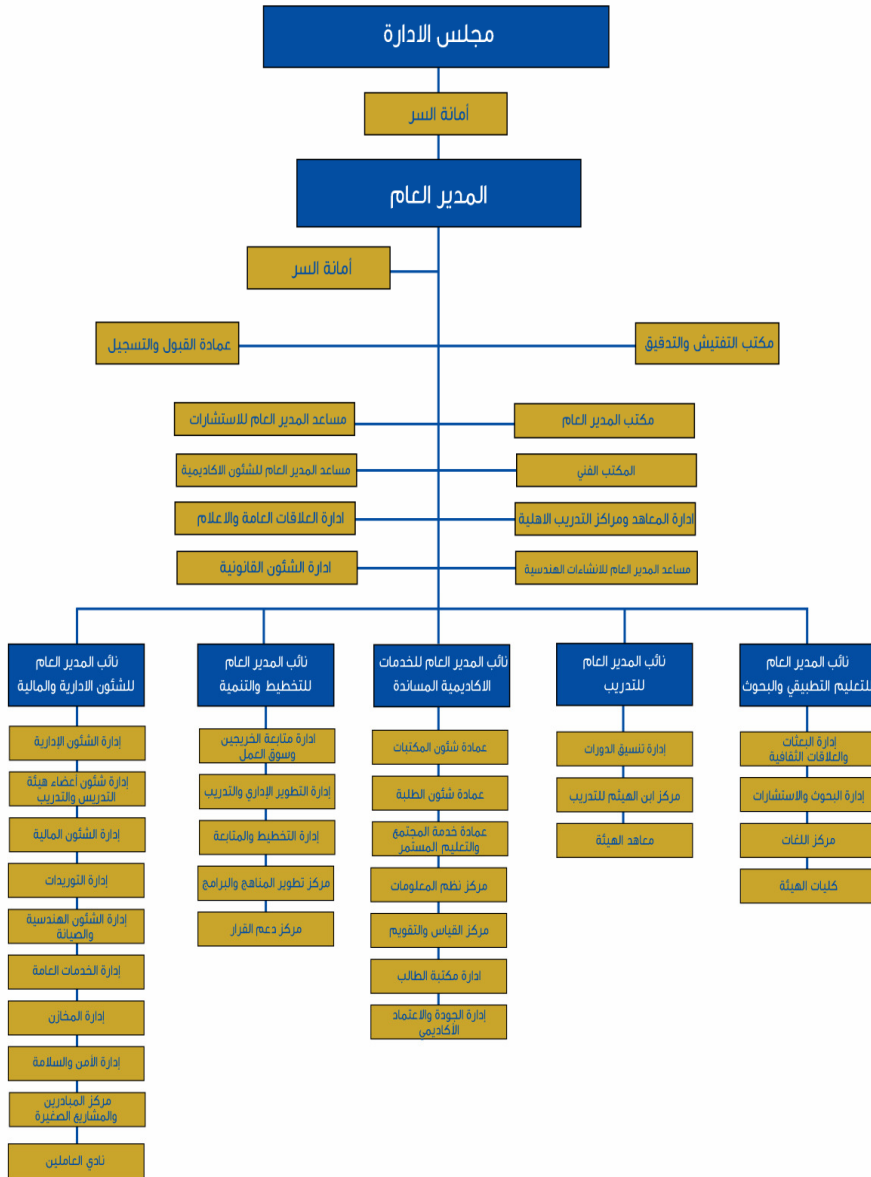 مجلس الادارة
أمانة السر
المدير العام
أمانة السر
مكتب التفتيش والتدقيق
عمادة القبول والتسجيل
مكتب المدير العام
مساعد المدير العام للاستشارات
المكتب الفني
مساعد المدير العام للشئون الاكاديمية
ادارة المعاهد ومراكز التدريب الاهلية
ادارة العلاقات العامة والاعلام
مساعد المدير العام للانشاءات الهندسية
ادارة الشئون القانونية
نائب المدير العام
للتعليم التطبيقي والبحوث
إدارة البعثات
والعلاقات الثقافية
إدارة البحوث والاستشارات
مركز اللغات
كليات الهيئة
نائب المدير العام
للتدريب
إدارة تنسيق الدورات
مركز ابن الهيثم للتدريب
معاهد الهيئة
نائب المدير العام للخدمات
الاكاديمية المساندة
عمادة شئون المكتبات
عمادة شئون الطلبة
عمادة خدمة المجتمع
والتعليم المستمر
مركز نظم المعلومات
مركز القياس والتقويم
ادارة مكتبة الطالب
إدارة الجودة والاعتماد
الأكاديمي
نائب المدير العام
للتخطيط والتنمية
ادارة متابعة الخريجين
وسوق العمل
إدارة التطوير الإداري والتدريب
إدارة التخطيط والمتابعة
مركز تطوير المناهج والبرامج
مركز دعم القرار
نائب المدير العام
للشئون الادارية والمالية
إدارة الشئون الإدارية
إدارة شئون أعضاء هيئة
التدريس والتدريب
إدارة الشئون المالية
إدارة التوريدات
إدارة الشئون الهندسية
والصيانة
إدارة الخدمات العامة
إدارة المخازن
إدارة الأمن والسلامة
مركز المبادرين
والمشاريع الصغيرة
نادي العاملين